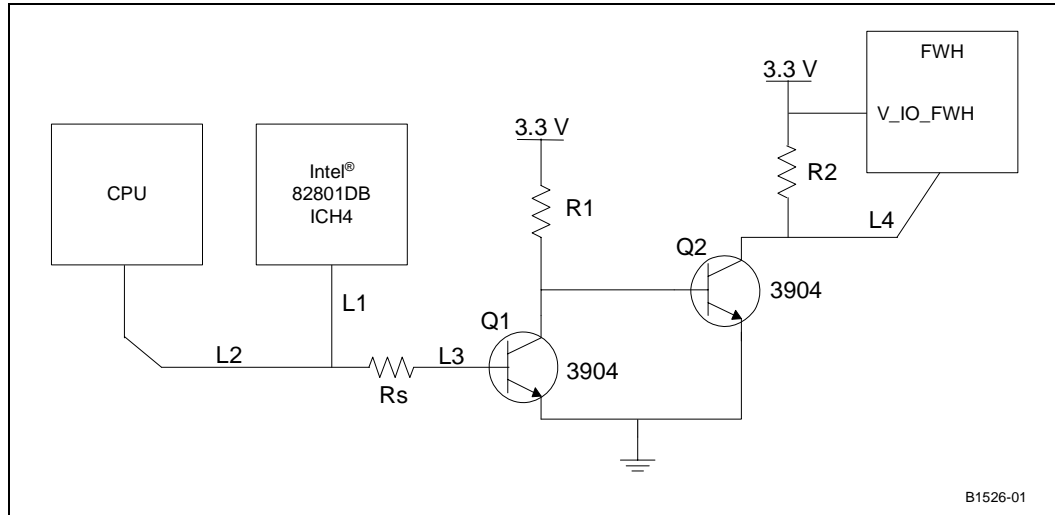 FWH
3.3 V
V_IO_FWH
3.3 V
CPU
Intel®
82801DB
ICH4
R2
R1
L4
Q2
L1
3904
Q1
L2
L3
3904
Rs
B1526-01